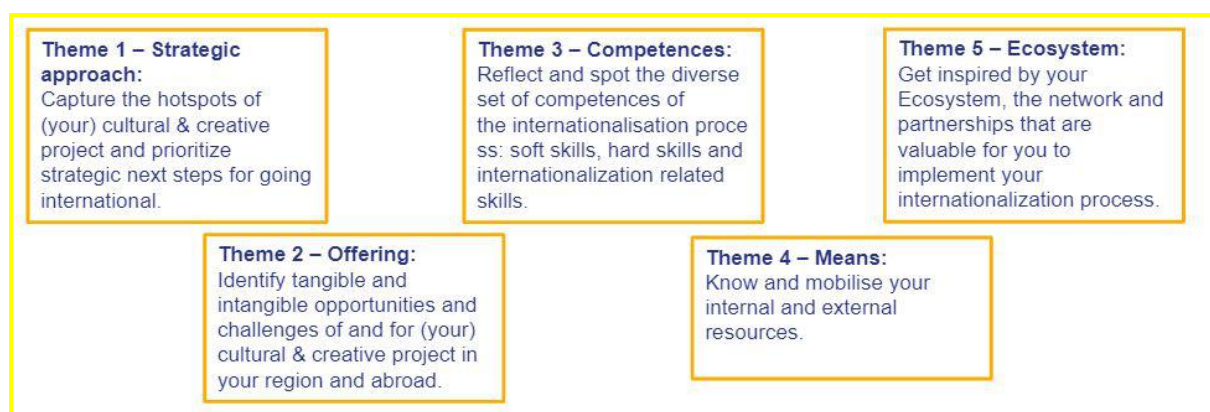 Theme 1 – Strategic
approach:
Capture the hotspots of
(your) cultural & creative
project and prioritize
strategic next steps for going
international.
Theme 2 – Offering:
Identify tangible and
intangible opportunities and
challenges of and for (your)
cultural & creative project in
your region and abroad.
Theme 3 – Competences:
Reflect and spot the diverse
set of competences of
the internationalisation proce
ss: soft skills, hard skills and
internationalization related
skills.
Theme 4 – Means:
Know and mobilise your
internal and external
resources.
Theme 5 – Ecosystem:
Get inspired by your
Ecosystem, the network and
partnerships that are
valuable for you to
implement your
internationalization process.